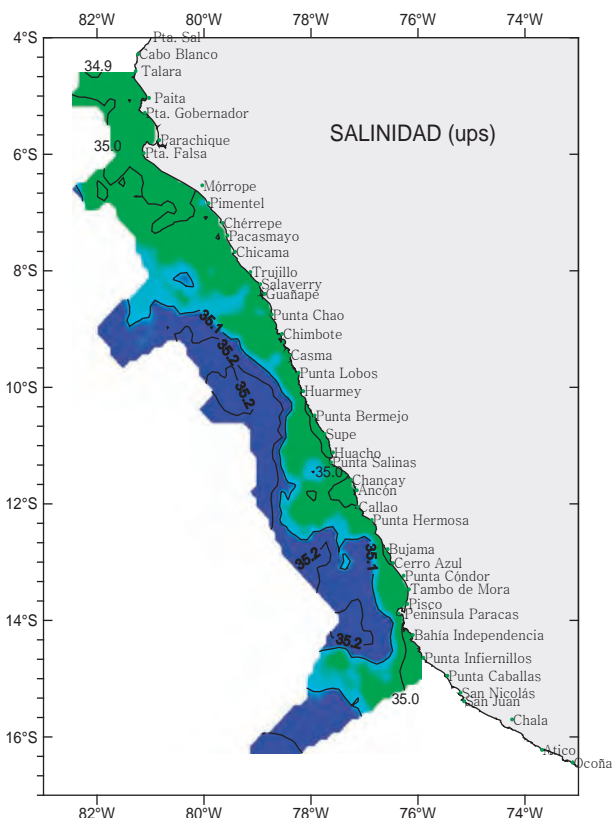 82°W 80°W 78°W 76°W 74°W
4°S
Pta. Sal
Cabo Blanco
34.9
Talara
Paita
Pta. Gobernador
SALINIDAD (ups)
Parachique
35.0
Pta. Falsa
6°S
Mórrope
Pimentel
Chérrepe
Pacasmayo
Chicama
Trujillo
8°S
Salaverry
Guañape
Punta Chao
35.1
Chimbote
35.2
Casma
Punta Lobos
10°S
35.2
Huarmey
Punta Bermejo
Supe
Huacho
Punta Salinas
35.0
Chancay
Ancón
12°S
Callao
Punta Hermosa
Bujama
35.2
35.1
Cerro Azul
Punta Cóndor
Tambo de Mora
Pisco
Peninsula Paracas
14°S
Bahía Independencia
35.2
Punta Infiernillos
Punta Caballas
San Nicolás
35.0
San Juan
Chala
16°S
Atico
Ocoña
82°W 80°W 78°W 76°W 74°W